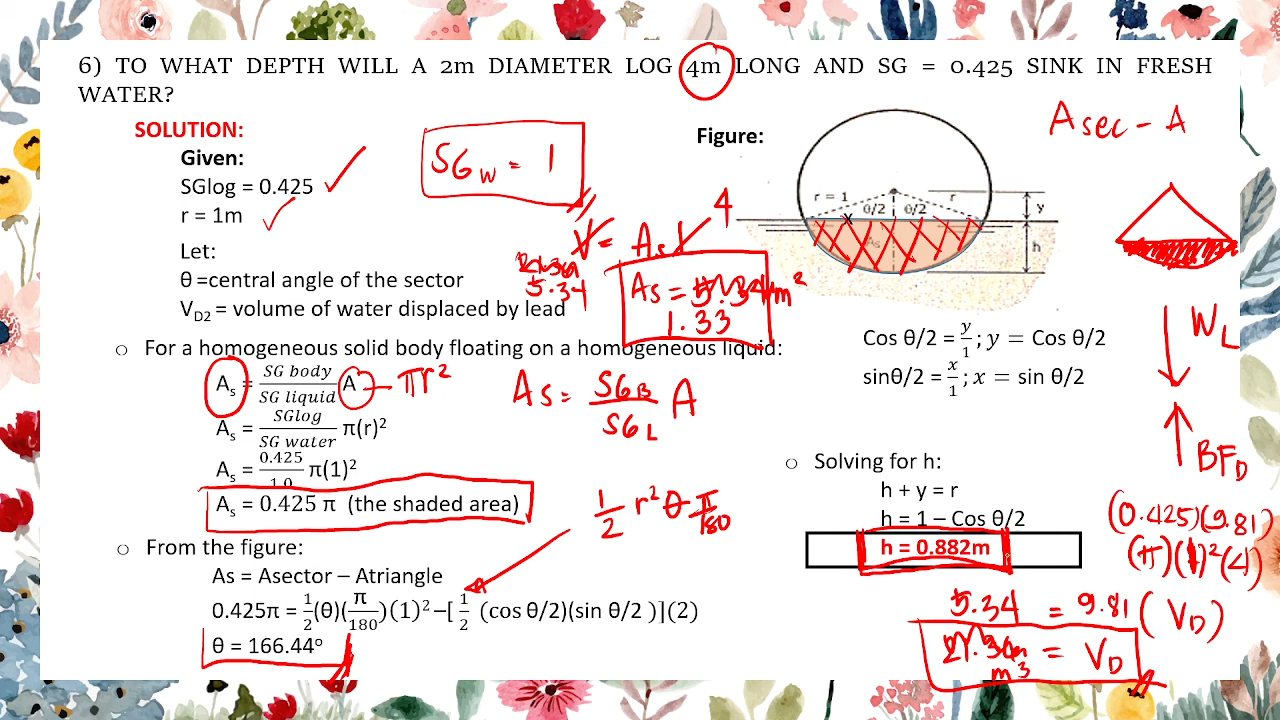 6) TO WHAT DEPTH WILL A 2m DIAMETER LOG 4m LONG AND SG = 0.425 SINK IN FRESH
WATER?
SOLUTION:
Given:
SGlog = 0.425
r = 1m
Let:
θ =central angle of the sector
V_D2 = volume of water displaced by lead
o For a homogeneous solid body floating on a homogeneous liquid:
A_s = SG body / SG liquid A
πr²
A_s = SGlog / SG water π(r)²
A_s = 0.425 / 1.0 π(1)²
A_s = 0.425 π (the shaded area)
o From the figure:
As = Asector – Atriangle
0.425π = 1/2 (θ)(π/180)(1)² –[1/2 (cos θ/2)(sin θ/2 )](2)
θ = 166.44°
SG_W = 1
V = A_s
4
5.34
A_s = m²
1.33
A_s = SG_B / SG_L A
1/2 r² θ π/180
Figure:
r = 1
θ/2
θ/2
r
x
y
As
h
Cos θ/2 = y/1 ; y = Cos θ/2
sinθ/2 = x/1 ; x = sin θ/2
o Solving for h:
h + y = r
h = 1 – Cos θ/2
h = 0.882m
Asec - A
W_L
BF_D
(0.425)(9.81)
(π)(1)²(4)
5.34 = 9.81 (V_D)
m³ = V_D